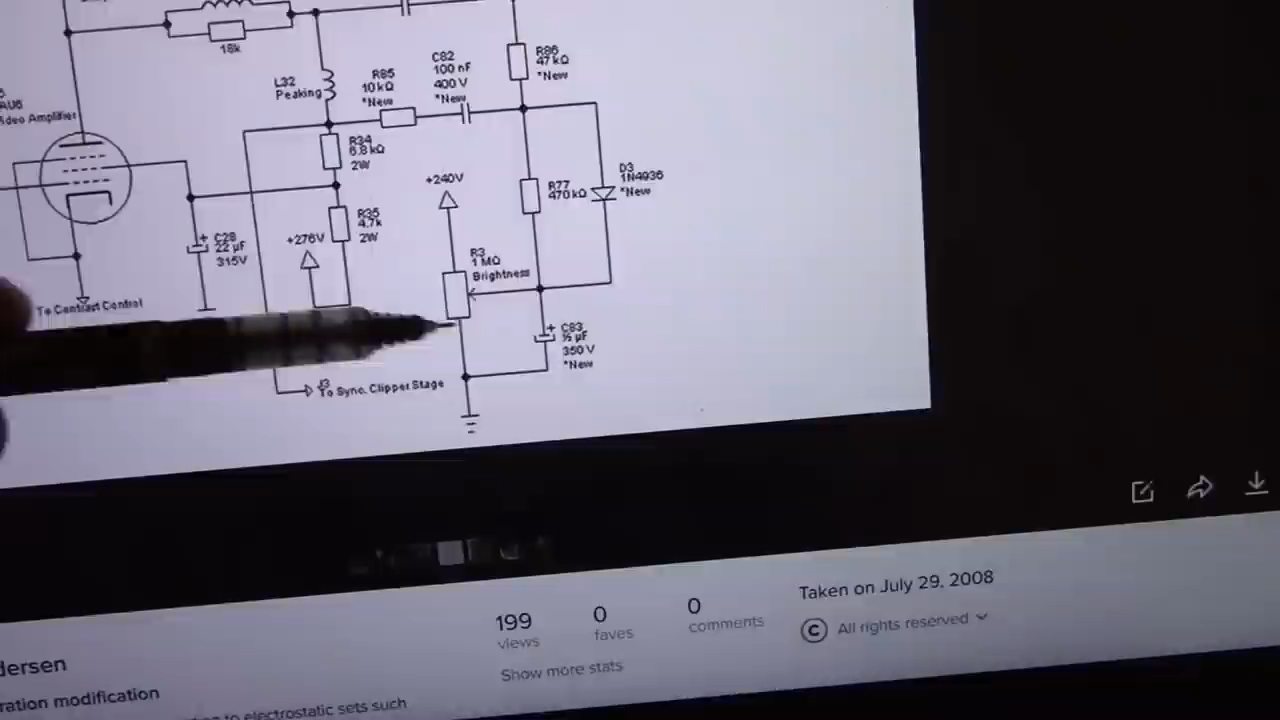 18k
C82
100 nF
400 V
*New
R86
47 kΩ
*New
R85
10 kΩ
*New
L32
Peaking
AU6
Video Amplifier
R34
6.8 kΩ
2W
D3
1N4936
*New
+240V
R77
470 kΩ
R35
4.7k
2W
+276V
C28
22 µF
315V
R3
1 MΩ
Brightness
To Contrast Control
C83
350 V
*New
To Sync. Clipper Stage
199
views
0
faves
0
comments
Taken on July 29, 2008
All rights reserved
Show more stats
dersen
ration modification
to electrostatic sets such